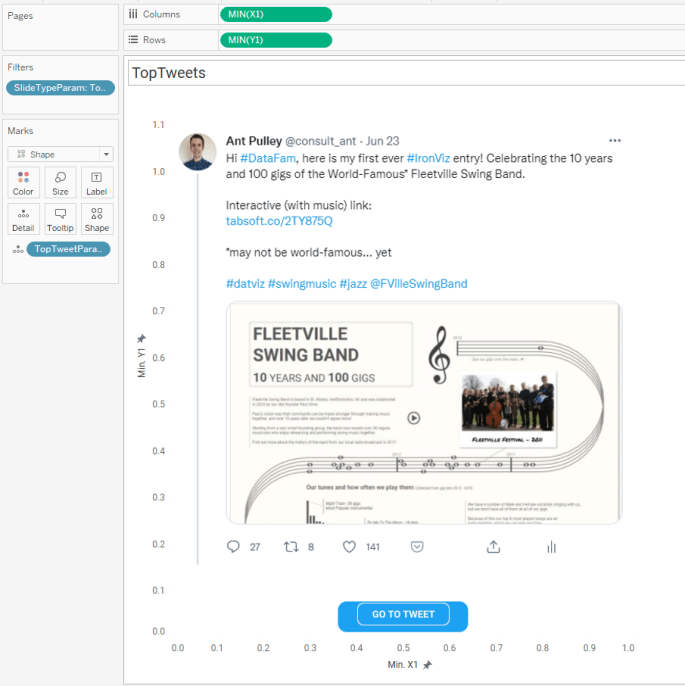 Pages
Columns
MIN(X1)
Rows
MIN(Y1)
Filters
SlideTypeParam: To..
Marks
Shape
Color
Size
Label
Detail
Tooltip
Shape
TopTweetPara..
TopTweets
Ant Pulley @consult_ant · Jun 23
Hi #DataFam, here is my first ever #IronViz entry! Celebrating the 10 years
and 100 gigs of the World-Famous* Fleetville Swing Band.
Interactive (with music) link:
tabsoft.co/2TY875Q
*may not be world-famous... yet
#datviz #swingmusic #jazz @FVilleSwingBand
FLEETVILLE
SWING BAND
10 YEARS AND 100 GIGS
FLEETVILLE FESTIVAL - 2011
Our tunes and how often we play them
27
8
141
GO TO TWEET
1.1
1.0
0.9
0.8
0.7
0.6
0.5
0.4
0.3
0.2
0.1
0.0
Min. Y1
0.0
0.1
0.2
0.3
0.4
0.5
0.6
0.7
0.8
0.9
1.0
Min. X1